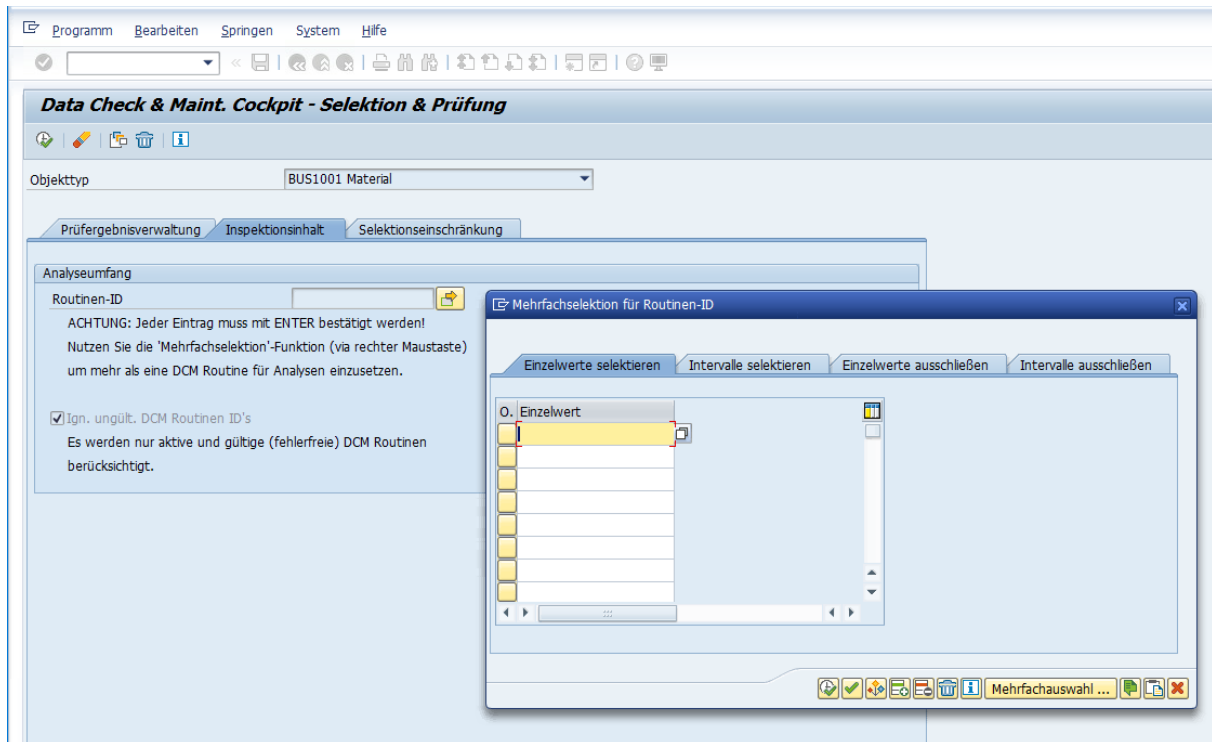 Programm Bearbeiten Springen System Hilfe
Data Check & Maint. Cockpit - Selektion & Prüfung
Objekttyp BUS1001 Material
Prüfergebnisverwaltung Inspektionsinhalt Selektionseinschränkung
Analyseumfang
Routinen-ID
ACHTUNG: Jeder Eintrag muss mit ENTER bestätigt werden!
Nutzen Sie die 'Mehrfachselektion'-Funktion (via rechter Maustaste)
um mehr als eine DCM Routine für Analysen einzusetzen.
Ign. ungült. DCM Routinen ID's
Es werden nur aktive und gültige (fehlerfreie) DCM Routinen
berücksichtigt.
Mehrfachselektion für Routinen-ID
Einzelwerte selektieren Intervalle selektieren Einzelwerte ausschließen Intervalle ausschließen
O. Einzelwert
Mehrfachauswahl ...